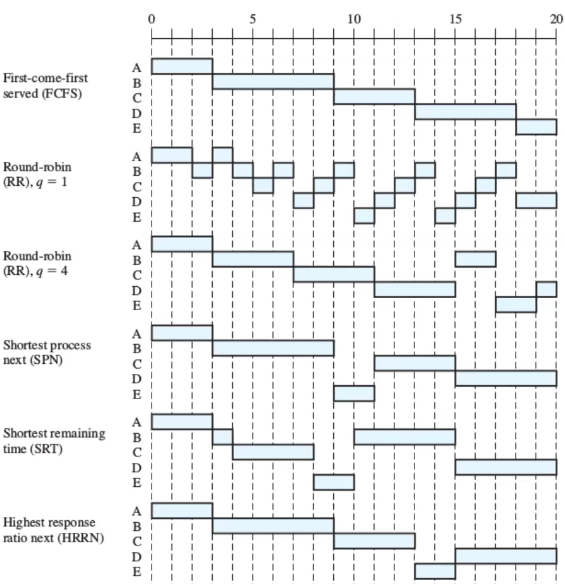 0 5 10 15 20
First-come-first
served (FCFS)
A
B
C
D
E
Round-robin
(RR), q = 1
A
B
C
D
E
Round-robin
(RR), q = 4
A
B
C
D
E
Shortest process
next (SPN)
A
B
C
D
E
Shortest remaining
time (SRT)
A
B
C
D
E
Highest response
ratio next (HRRN)
A
B
C
D
E